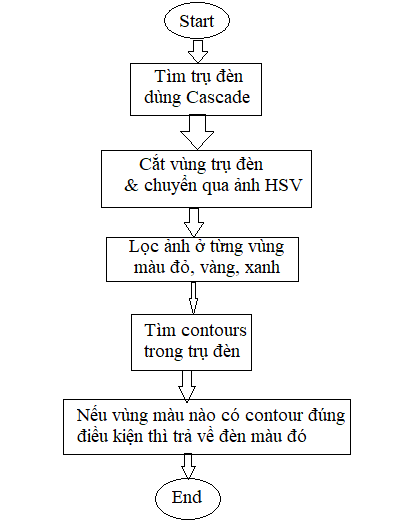 Start
Tìm trụ đèn
dùng Cascade
Cắt vùng trụ đèn
& chuyển qua ảnh HSV
Lọc ảnh ở từng vùng
màu đỏ, vàng, xanh
Tìm contours
trong trụ đèn
Nếu vùng màu nào có contour đúng
điều kiện thì trả về đèn màu đó
End